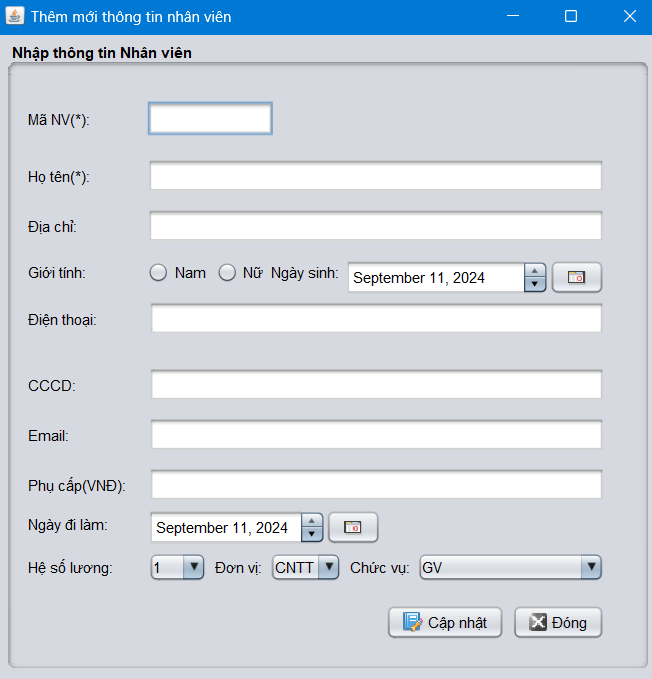 Thêm mới thông tin nhân viên
Nhập thông tin Nhân viên
Mã NV(*):
Họ tên(*):
Địa chỉ:
Giới tính: Nam Nữ Ngày sinh: September 11, 2024
Điện thoại:
CCCD:
Email:
Phụ cấp(VNĐ):
Ngày đi làm: September 11, 2024
Hệ số lương: 1 Đơn vị: CNTT Chức vụ: GV
Cập nhật Đóng